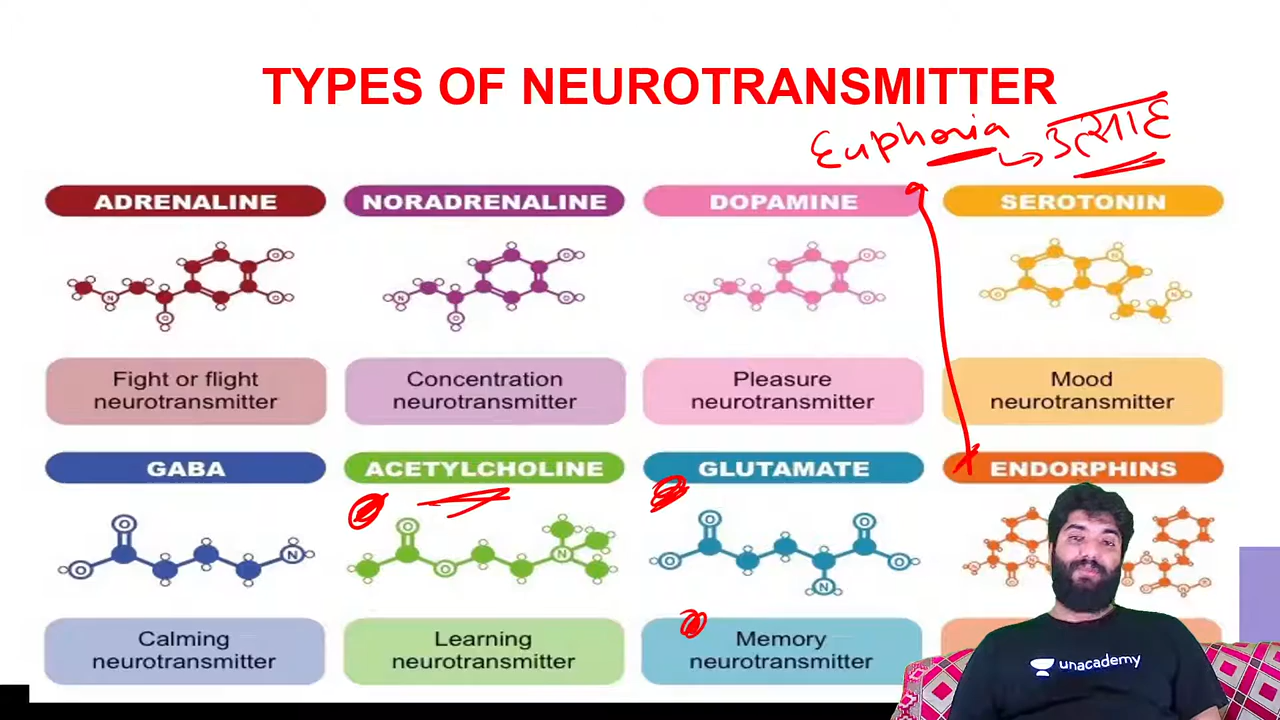 TYPES OF NEUROTRANSMITTER
Euphoria → उत्साह
ADRENALINE
NORADRENALINE
DOPAMINE
SEROTONIN
Fight or flight
neurotransmitter
Concentration
neurotransmitter
Pleasure
neurotransmitter
Mood
neurotransmitter
GABA
ACETYLCHOLINE
GLUTAMATE
ENDORPHINS
Calming
neurotransmitter
Learning
neurotransmitter
Memory
neurotransmitter
unacademy